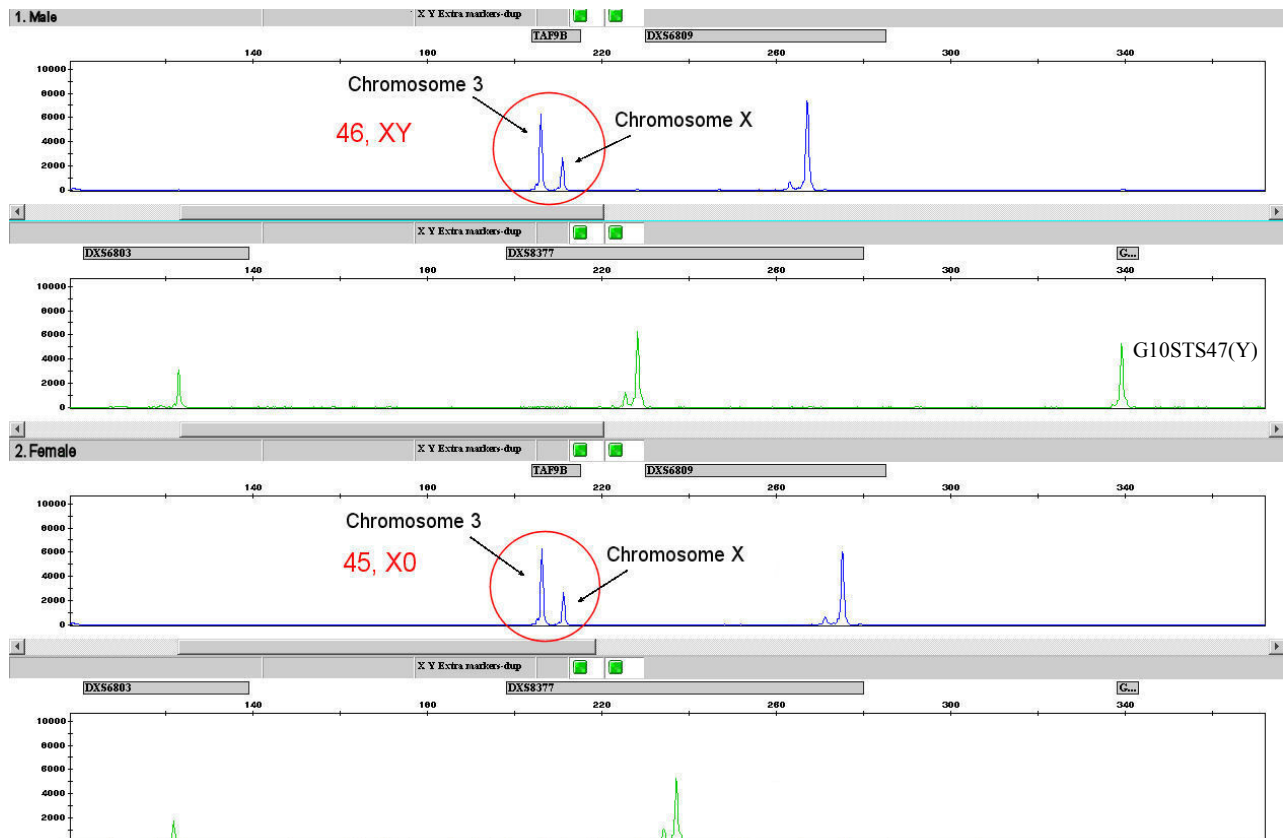 1. Male
X Y Extra markers-dup
TAF9B DXS6809
140 180 220 260 300 340
10000
8000
6000
4000
2000
0
Chromosome 3
Chromosome X
46, XY
X Y Extra markers-dup
DXS6803 DXS8377 G...
140 180 220 260 300 340
10000
8000
6000
4000
2000
0
G10STS47(Y)
2. Female
X Y Extra markers-dup
TAF9B DXS6809
140 180 220 260 300 340
10000
8000
6000
4000
2000
0
Chromosome 3
Chromosome X
45, X0
X Y Extra markers-dup
DXS6803 DXS8377 G...
140 180 220 260 300 340
10000
8000
6000
4000
2000